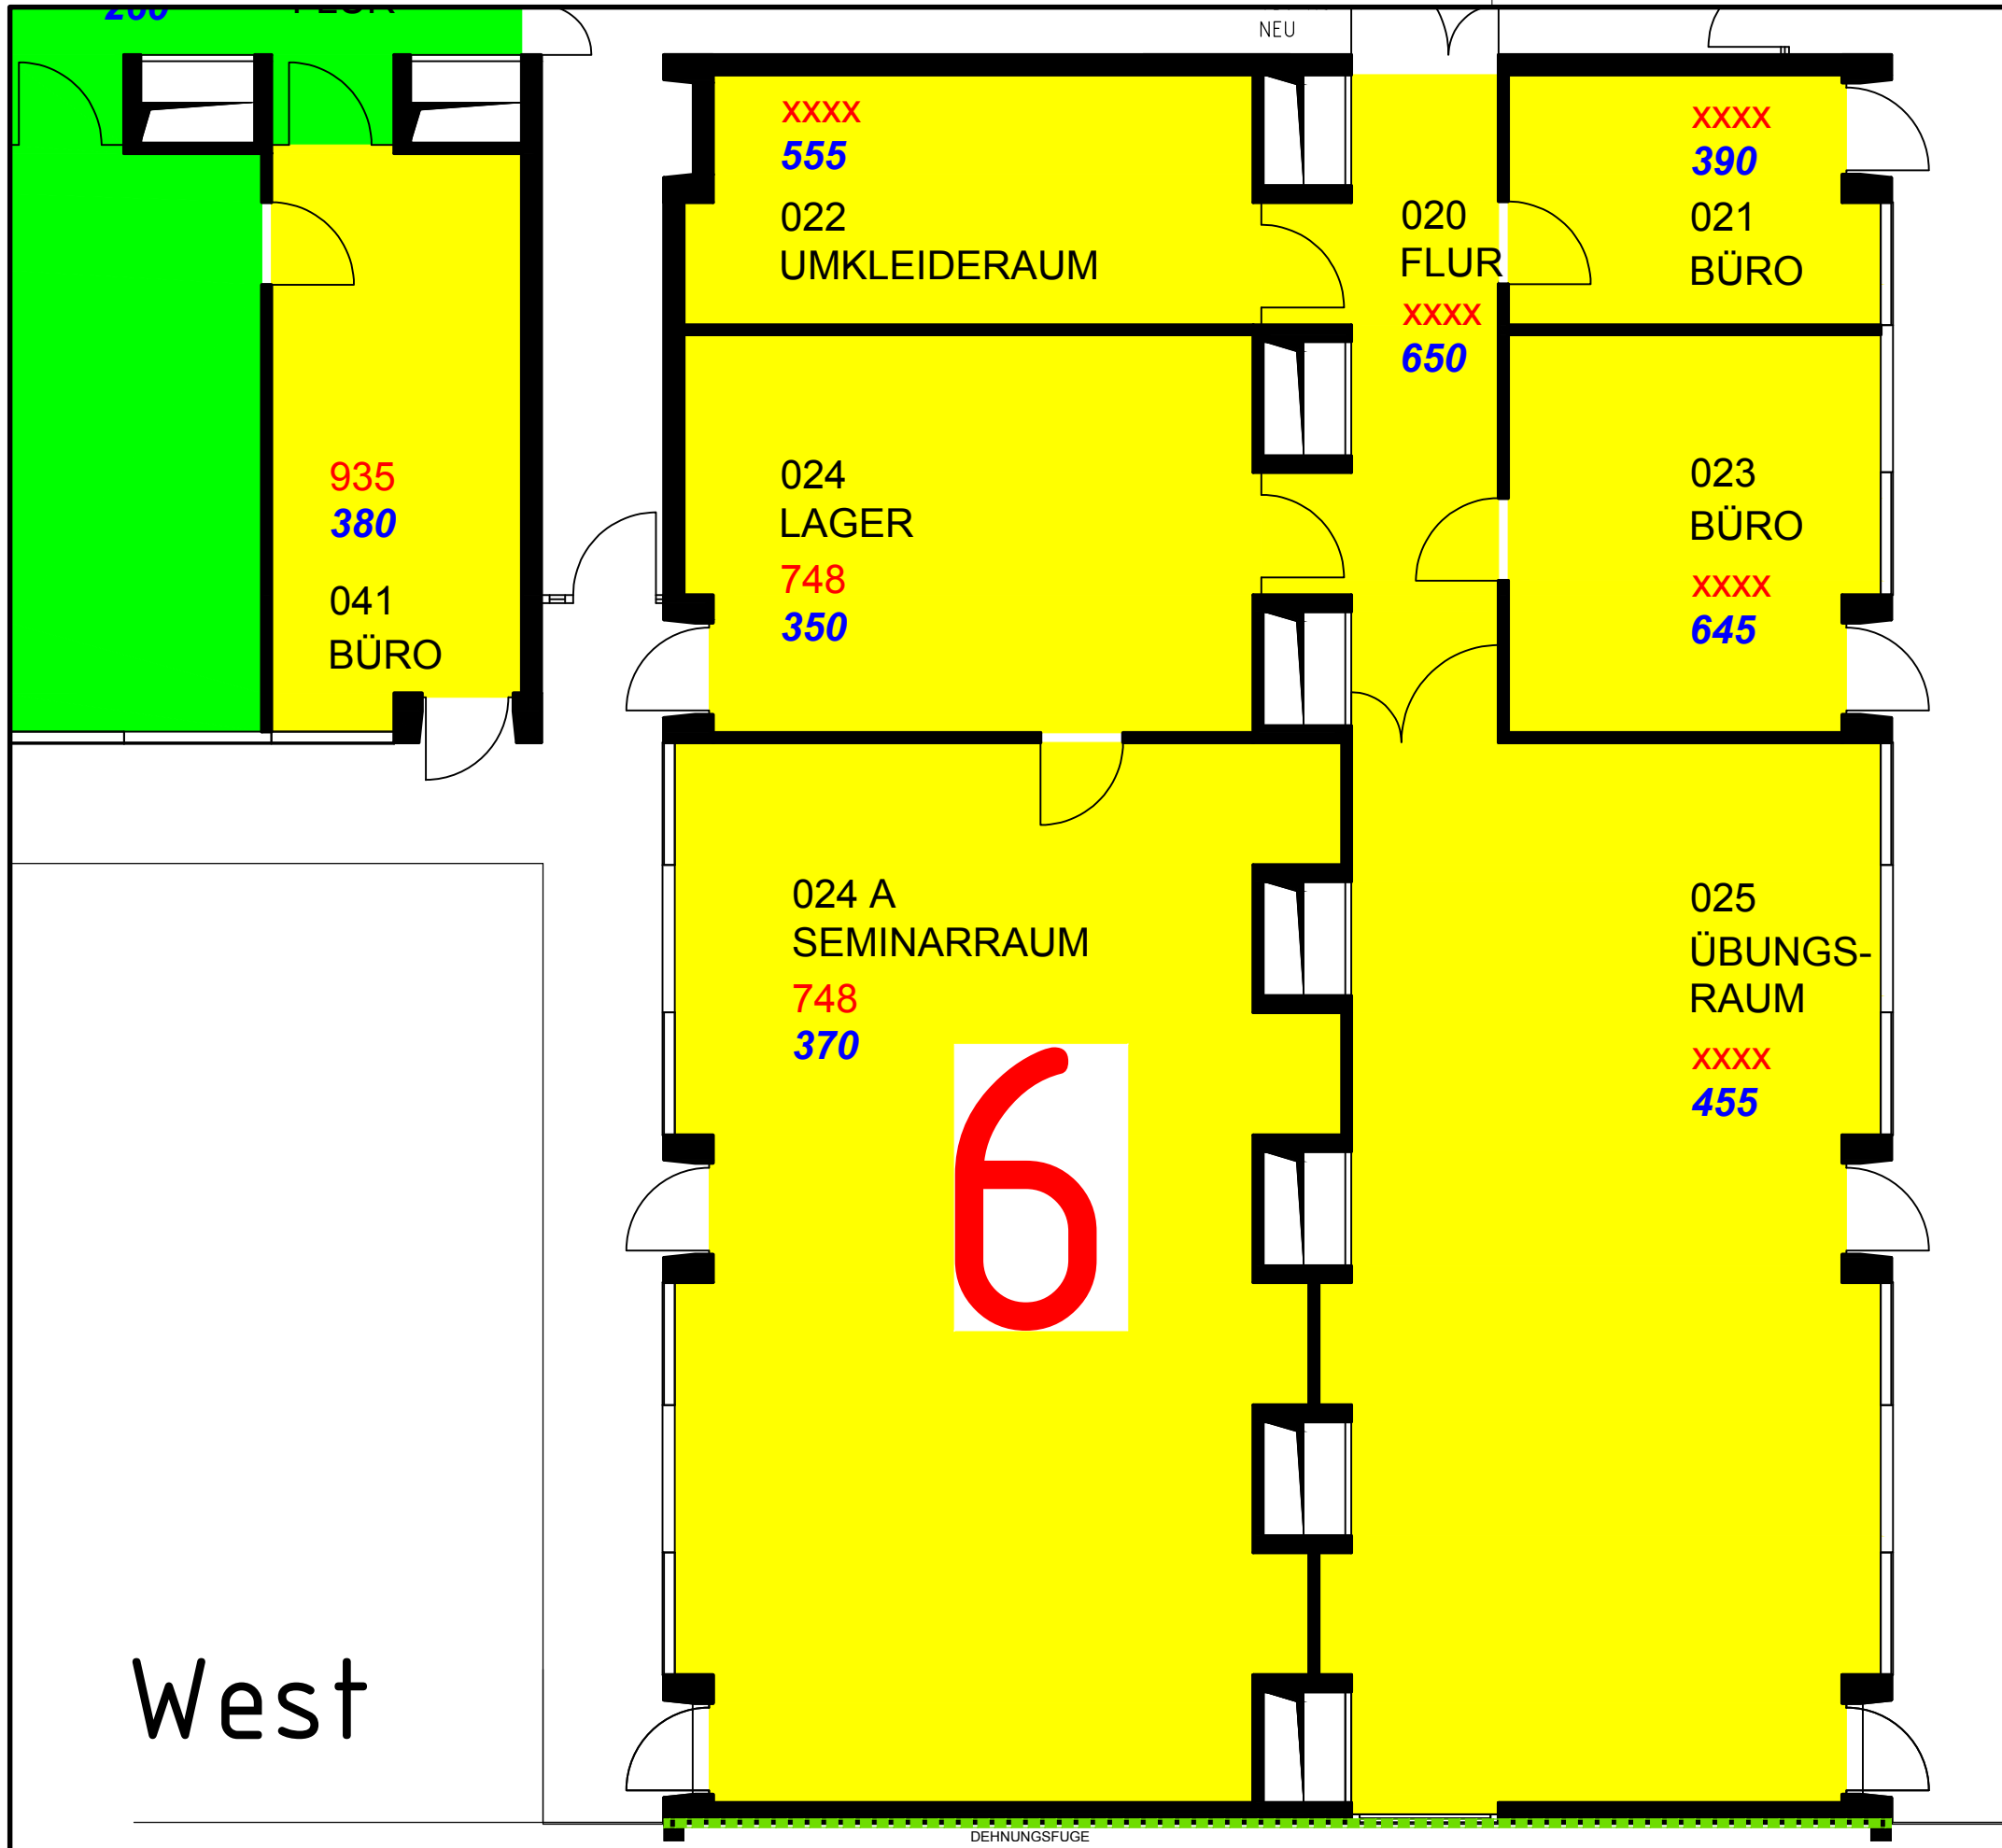 NEU
xxxx
555
022
UMKLEIDERAUM
020
FLUR
xxxx
650
xxxx
390
021
BÜRO
935
380
041
BÜRO
024
LAGER
748
350
023
BÜRO
xxxx
645
024 A
SEMINARRAUM
748
370
6
025
ÜBUNGS-
RAUM
xxxx
455
West
DEHNUNGSFUGE